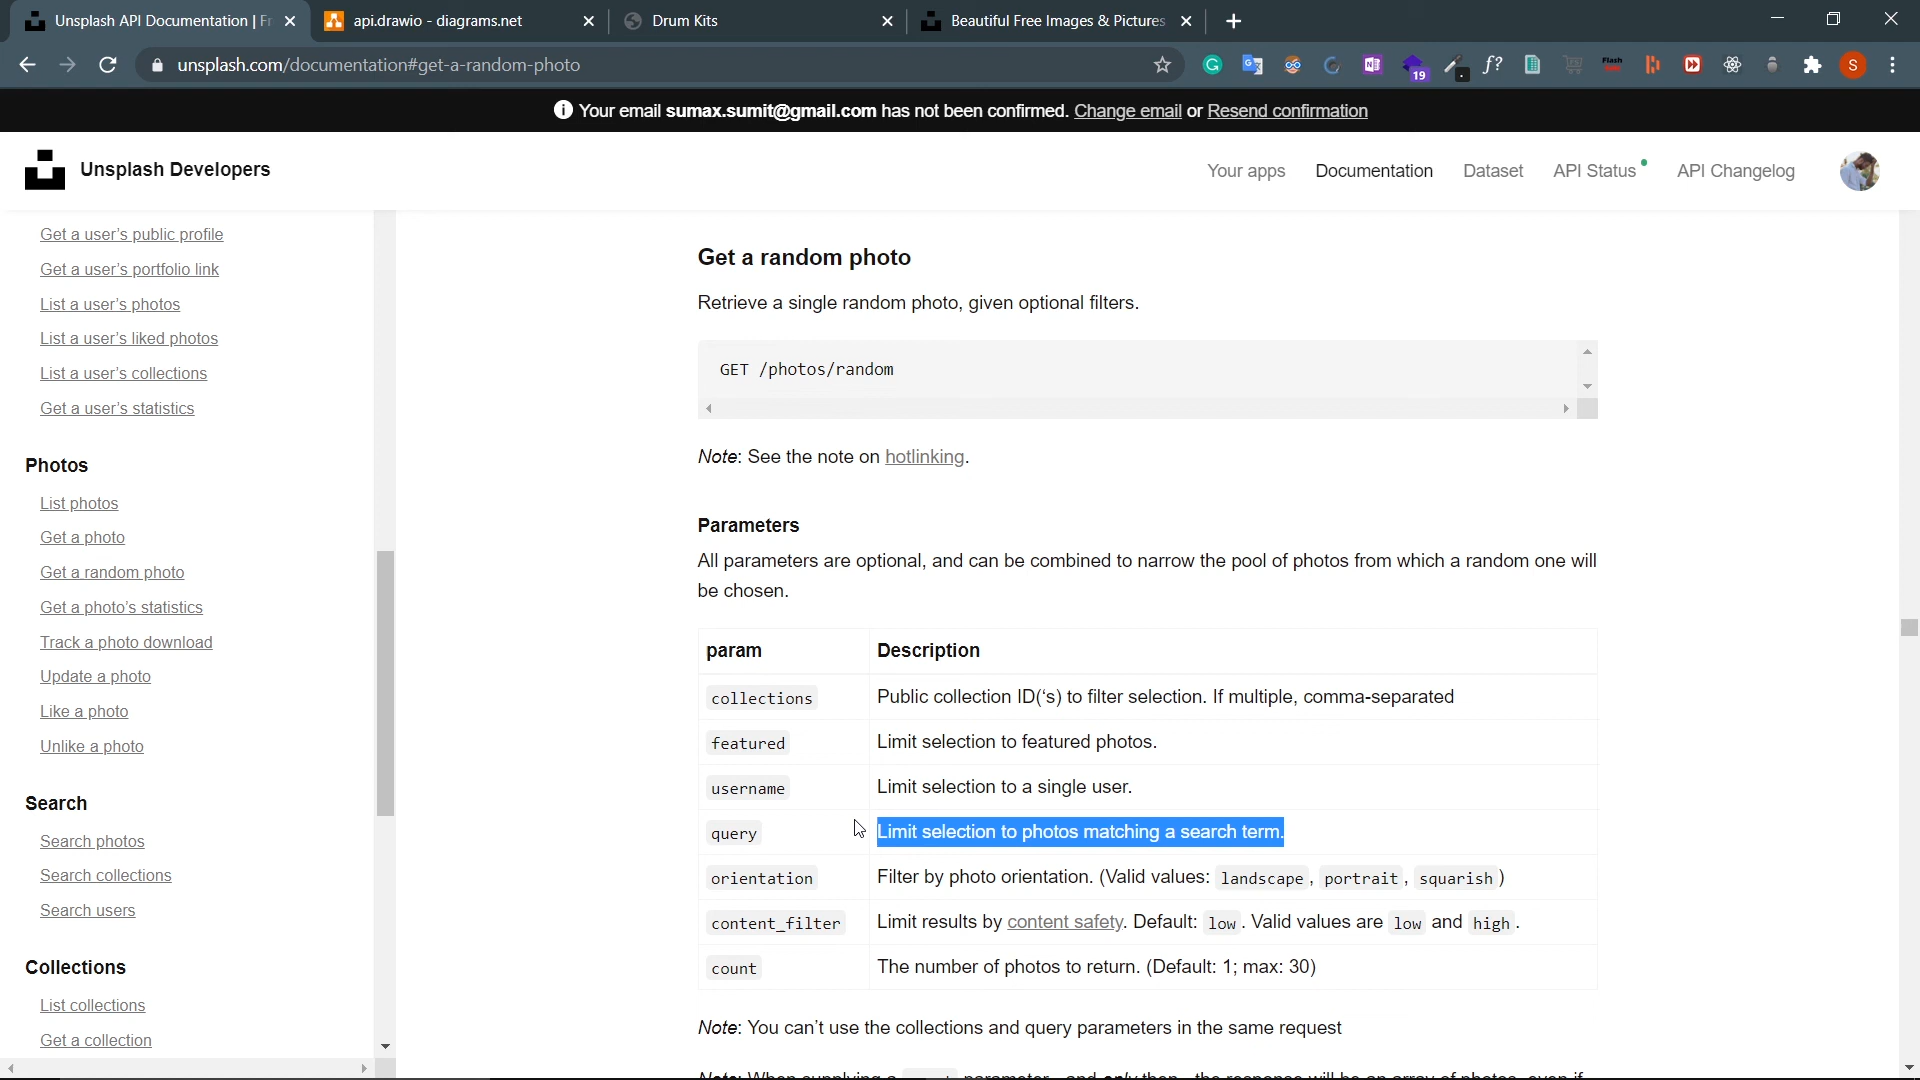 Unsplash API Documentation | Fr
api.drawio - diagrams.net
Drum Kits
Beautiful Free Images & Pictures
unsplash.com/documentation#get-a-random-photo
19
Flash
f?
S
Your email sumax.sumit@gmail.com has not been confirmed. Change email or Resend confirmation
Unsplash Developers
Your apps
Documentation
Dataset
API Status
API Changelog
Get a user's public profile
Get a user's portfolio link
List a user's photos
List a user's liked photos
List a user's collections
Get a user's statistics
Photos
List photos
Get a photo
Get a random photo
Get a photo's statistics
Track a photo download
Update a photo
Like a photo
Unlike a photo
Search
Search photos
Search collections
Search users
Collections
List collections
Get a collection
Get a random photo
Retrieve a single random photo, given optional filters.
GET /photos/random
Note: See the note on hotlinking.
Parameters
All parameters are optional, and can be combined to narrow the pool of photos from which a random one will
be chosen.
param Description
collections Public collection ID(‘s) to filter selection. If multiple, comma-separated
featured Limit selection to featured photos.
username Limit selection to a single user.
query Limit selection to photos matching a search term.
orientation Filter by photo orientation. (Valid values: landscape, portrait, squarish)
content_filter Limit results by content safety. Default: low. Valid values are low and high.
count The number of photos to return. (Default: 1; max: 30)
Note: You can’t use the collections and query parameters in the same request